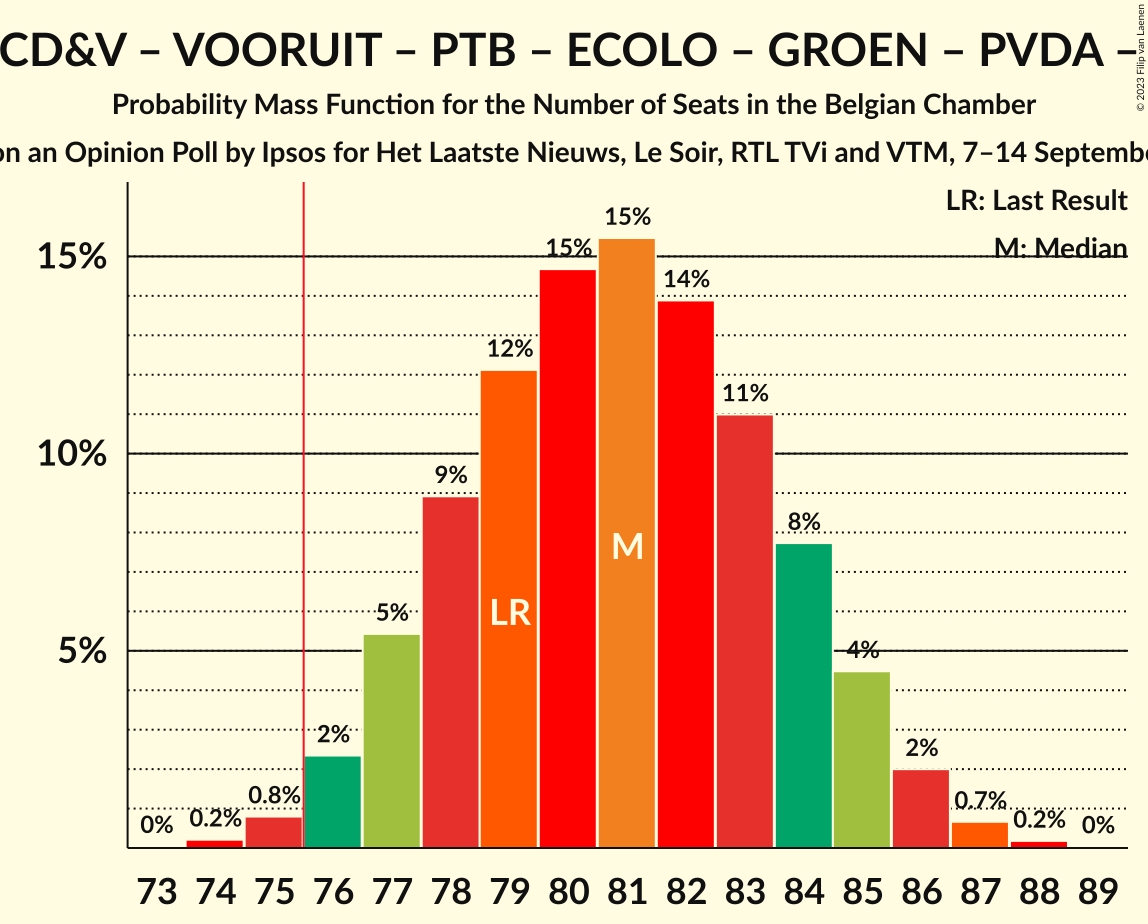 CD&V – VOORUIT – PTB – ECOLO – GROEN – PVDA –
Probability Mass Function for the Number of Seats in the Belgian Chamber
on an Opinion Poll by Ipsos for Het Laatste Nieuws, Le Soir, RTL TVi and VTM, 7–14 Septembe
© 2023 Filip van Laenen
LR: Last Result
M: Median
15%
10%
5%
0%
0.2%
0.8%
2%
5%
9%
12%
15%
15%
14%
11%
8%
4%
2%
0.7%
0.2%
0%
LR
M
73 74 75 76 77 78 79 80 81 82 83 84 85 86 87 88 89